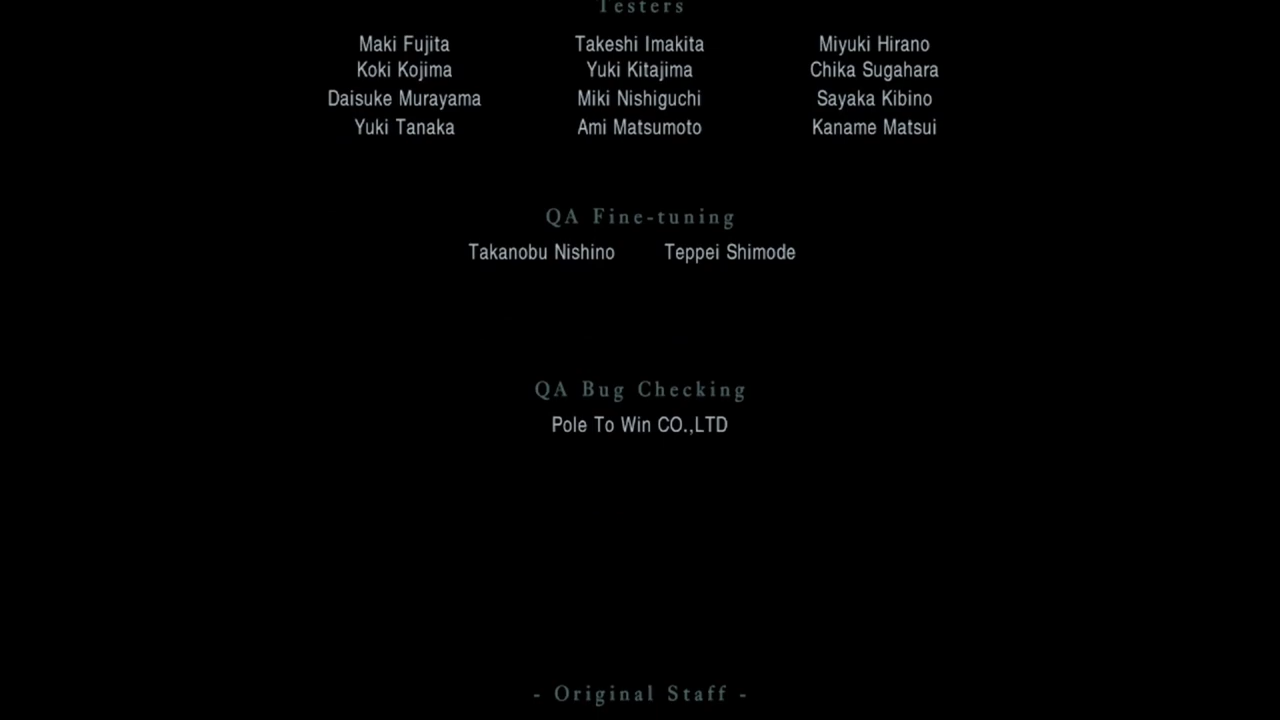 Testers
Maki Fujita Takeshi Imakita Miyuki Hirano
Koki Kojima Yuki Kitajima Chika Sugahara
Daisuke Murayama Miki Nishiguchi Sayaka Kibino
Yuki Tanaka Ami Matsumoto Kaname Matsui
QA Fine-tuning
Takanobu Nishino Teppei Shimode
QA Bug Checking
Pole To Win CO.,LTD
- Original Staff -